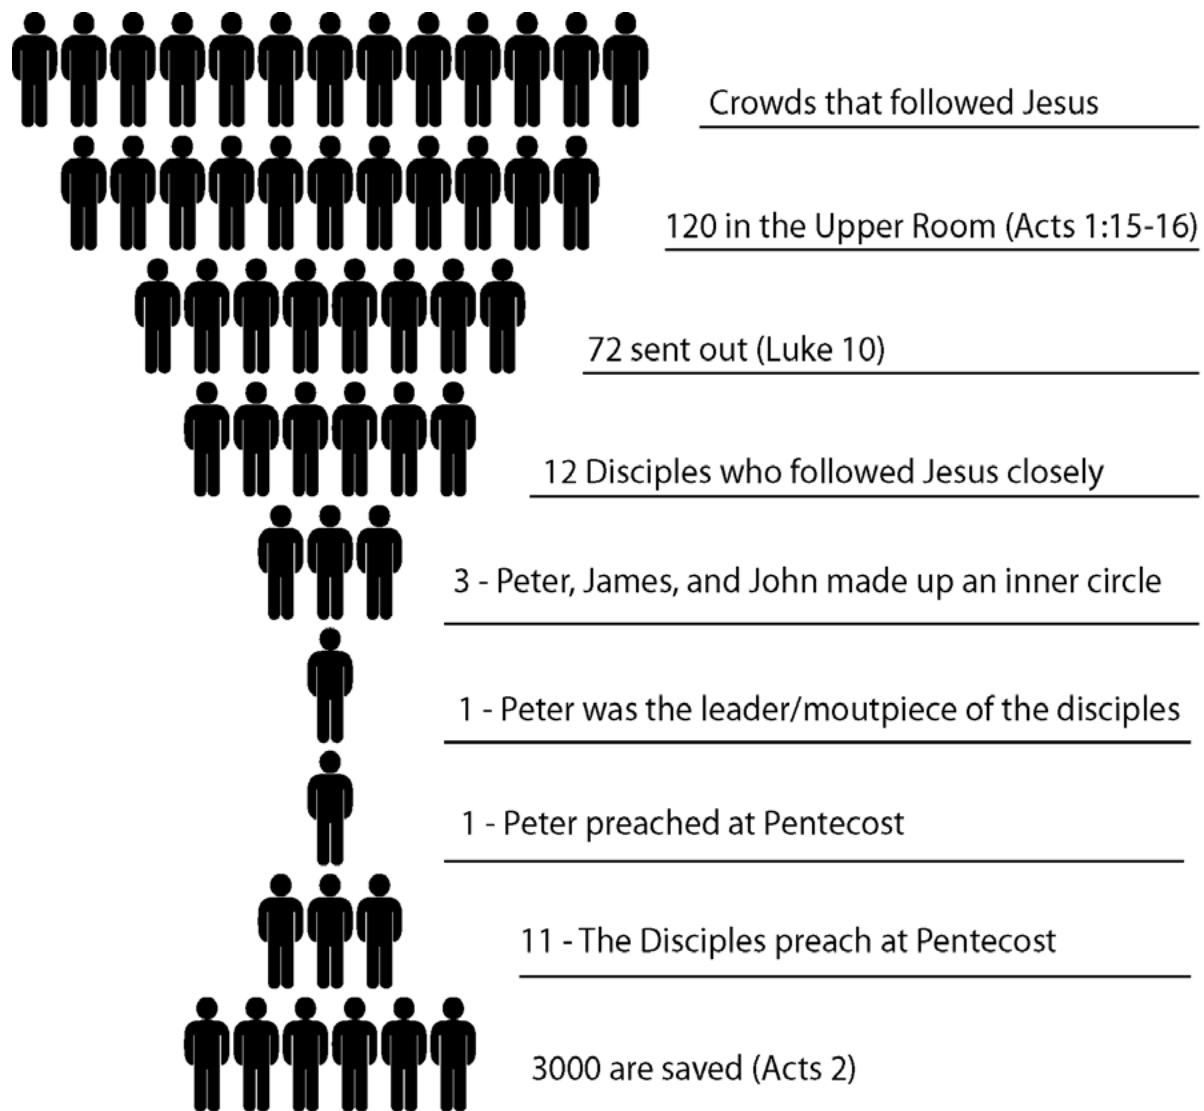 Crowds that followed Jesus
120 in the Upper Room (Acts 1:15-16)
72 sent out (Luke 10)
12 Disciples who followed Jesus closely
3 - Peter, James, and John made up an inner circle
1 - Peter was the leader/moutpiece of the disciples
1 - Peter preached at Pentecost
11 - The Disciples preach at Pentecost
3000 are saved (Acts 2)